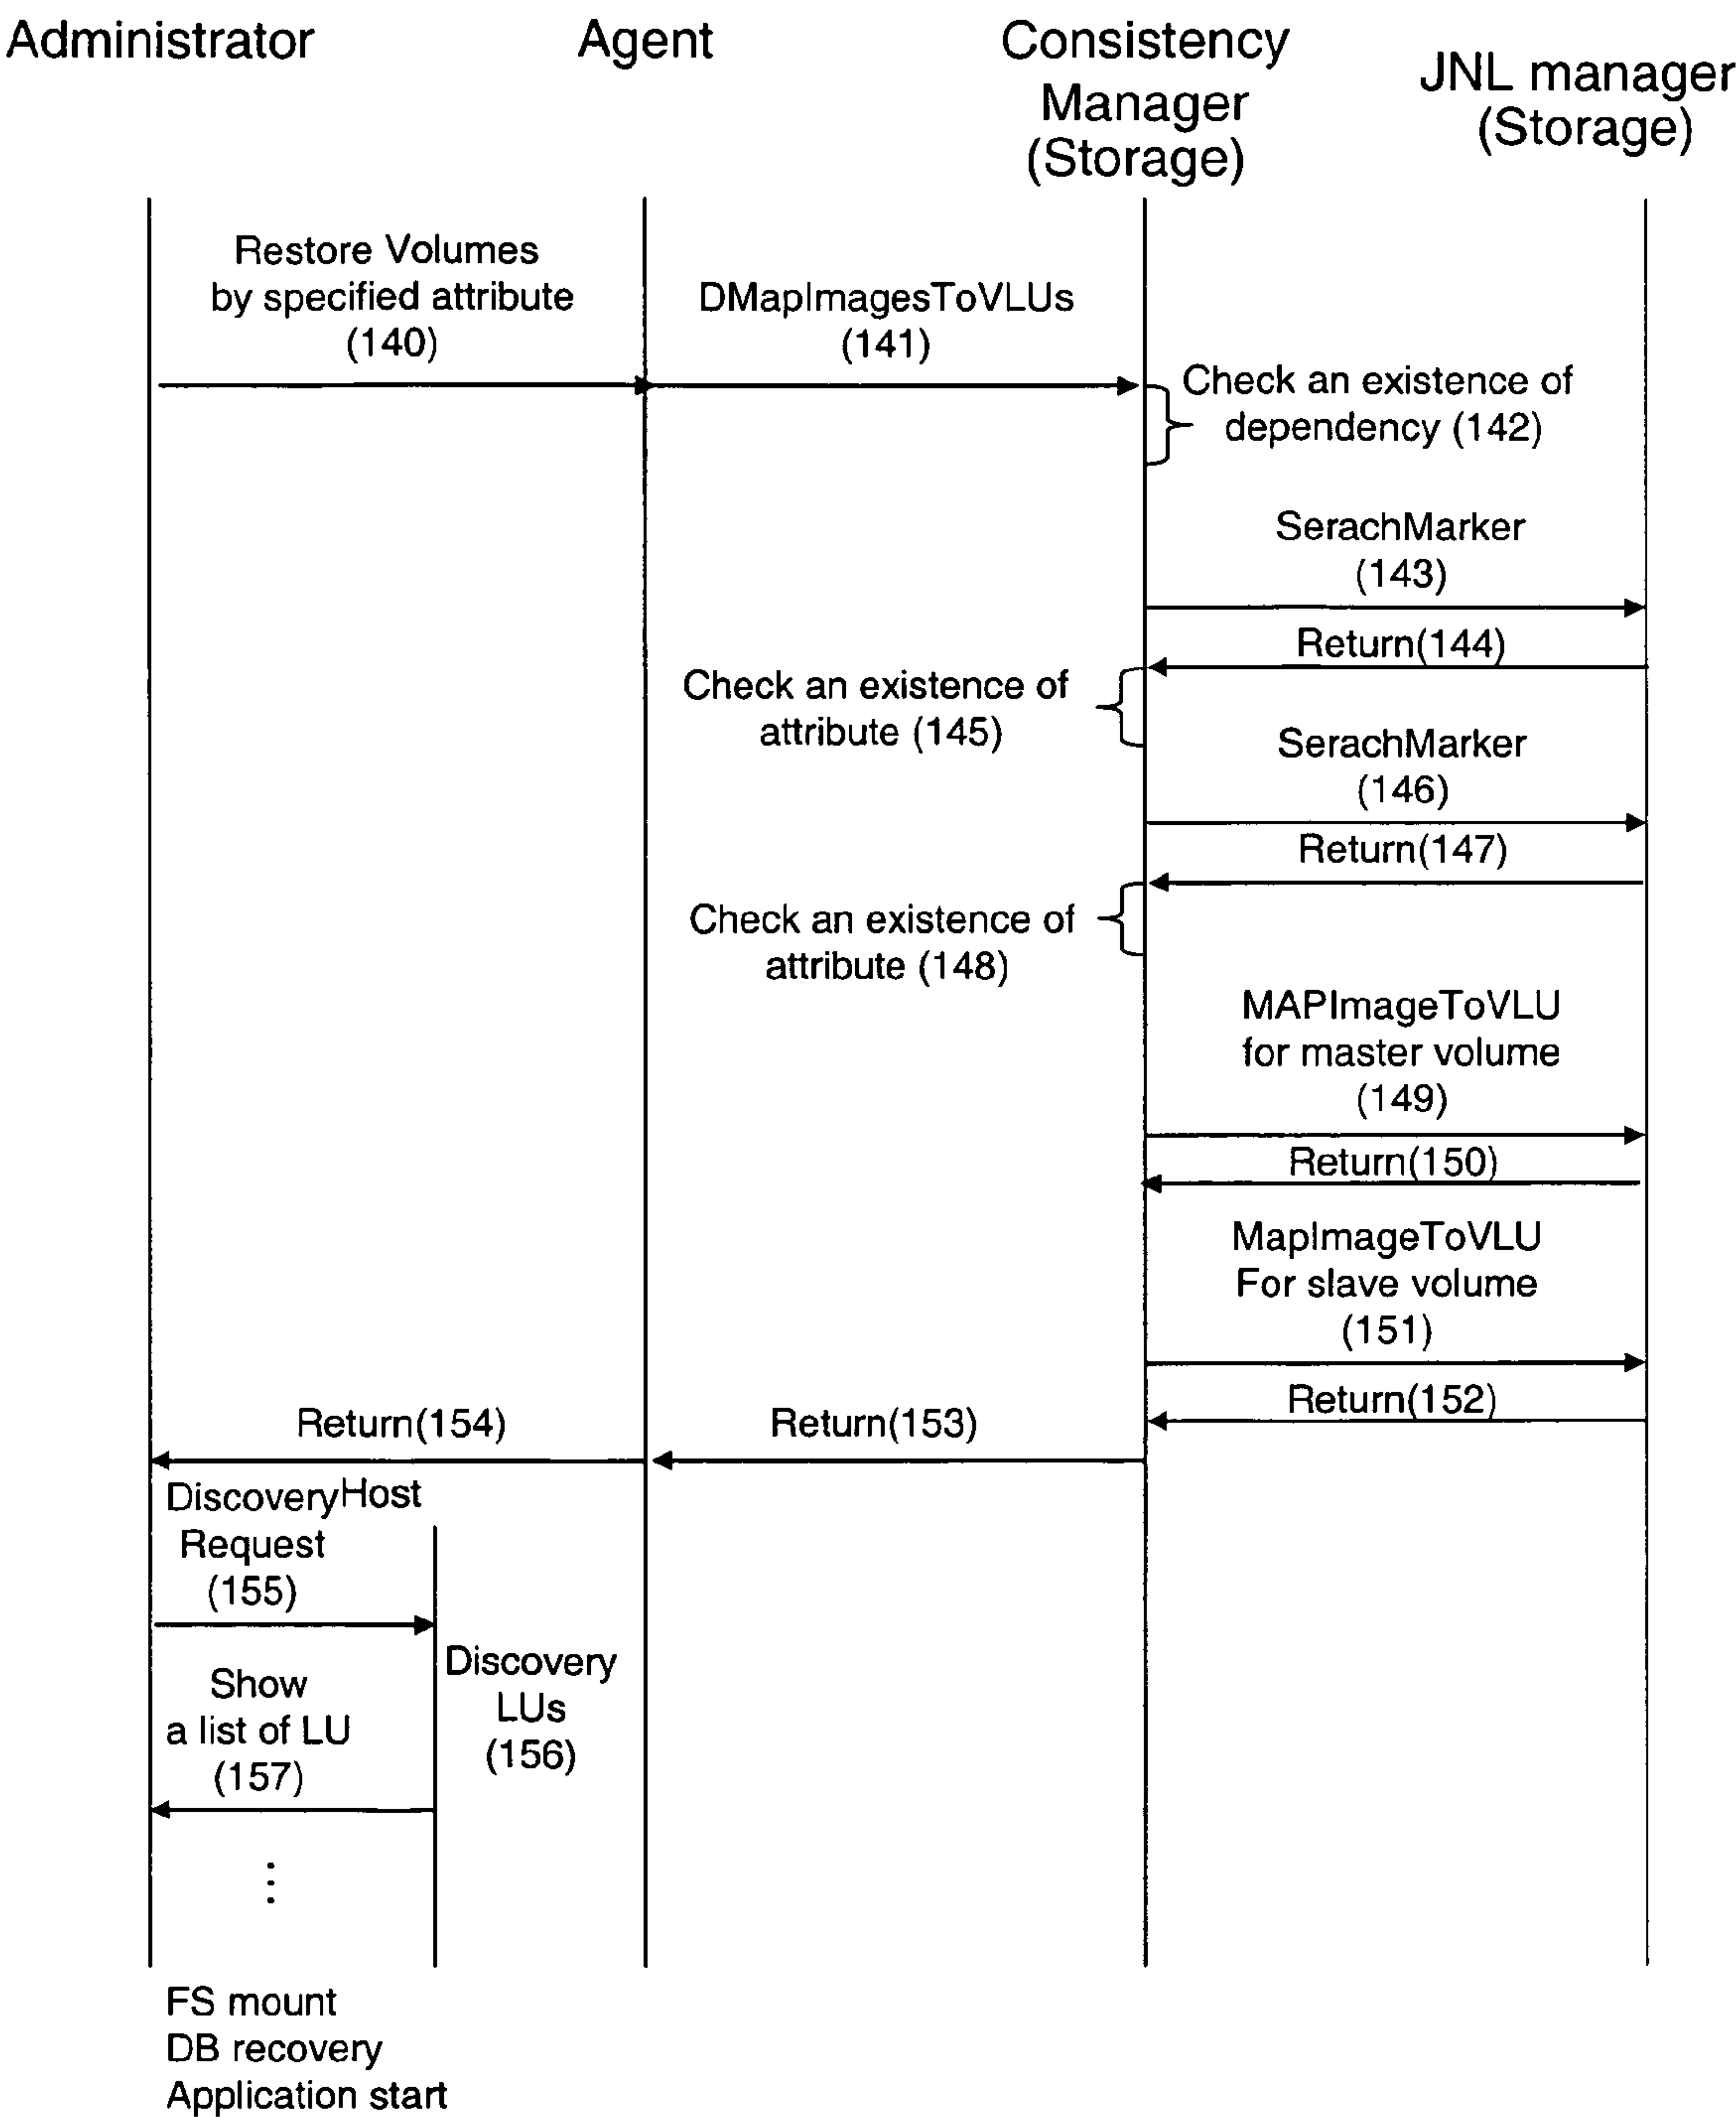 Administrator
Agent
Consistency
Manager
(Storage)
JNL manager
(Storage)
Restore Volumes
by specified attribute
(140)
DMapImagesToVLUs
(141)
Check an existence of
dependency (142)
SerachMarker
(143)
Return(144)
Check an existence of
attribute (145)
SerachMarker
(146)
Return(147)
Check an existence of
attribute (148)
MAPImageToVLU
for master volume
(149)
Return(150)
MapImageToVLU
For slave volume
(151)
Return(152)
Return(154)
Return(153)
Discovery Host
Request
(155)
Discovery
LUs
(156)
Show
a list of LU
(157)
FS mount
DB recovery
Application start